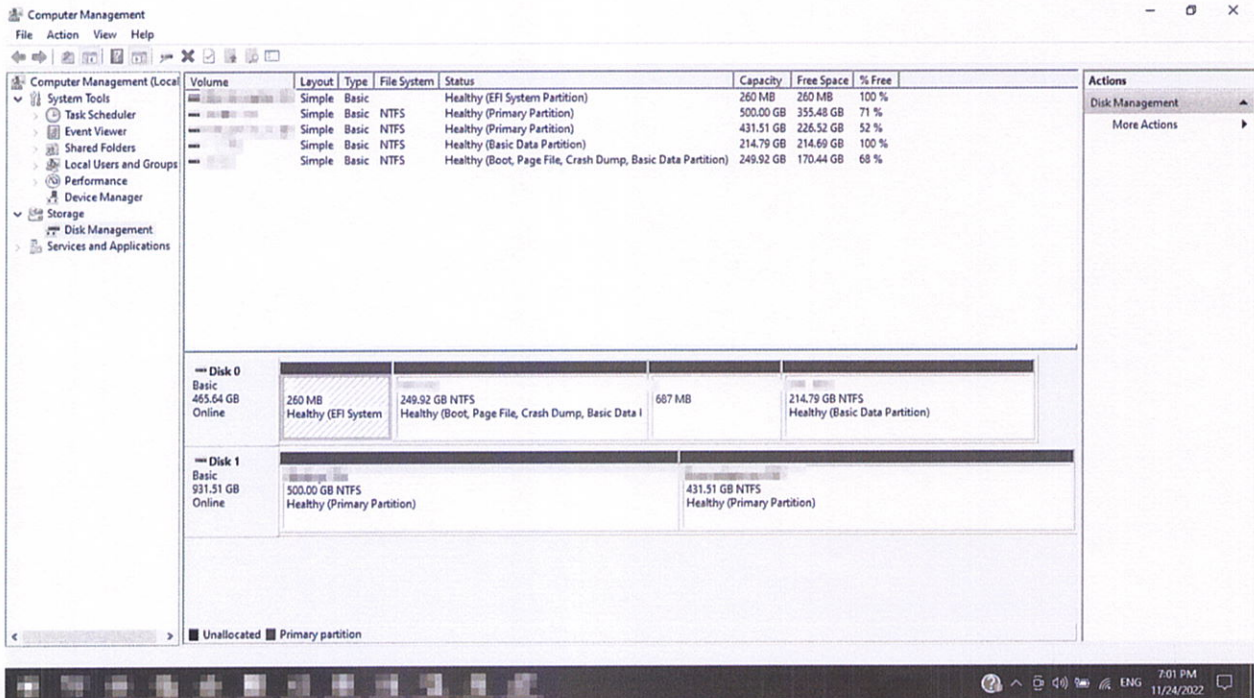 Computer Management
File Action View Help
Computer Management (Local
System Tools
Task Scheduler
Event Viewer
Shared Folders
Local Users and Groups
Performance
Device Manager
Storage
Disk Management
Services and Applications
Volume Layout Type File System Status Capacity Free Space % Free
Simple Basic Healthy (EFI System Partition) 260 MB 260 MB 100 %
Simple Basic NTFS Healthy (Primary Partition) 500.00 GB 355.48 GB 71 %
Simple Basic NTFS Healthy (Primary Partition) 431.51 GB 226.52 GB 52 %
Simple Basic NTFS Healthy (Basic Data Partition) 214.79 GB 214.69 GB 100 %
Simple Basic NTFS Healthy (Boot, Page File, Crash Dump, Basic Data Partition) 249.92 GB 170.44 GB 68 %
Actions
Disk Management
More Actions
Disk 0
Basic
465.64 GB
Online
260 MB
Healthy (EFI System
249.92 GB NTFS
Healthy (Boot, Page File, Crash Dump, Basic Data I
687 MB
214.79 GB NTFS
Healthy (Basic Data Partition)
Disk 1
Basic
931.51 GB
Online
500.00 GB NTFS
Healthy (Primary Partition)
431.51 GB NTFS
Healthy (Primary Partition)
Unallocated Primary partition
ENG
7:01 PM
11/24/2022